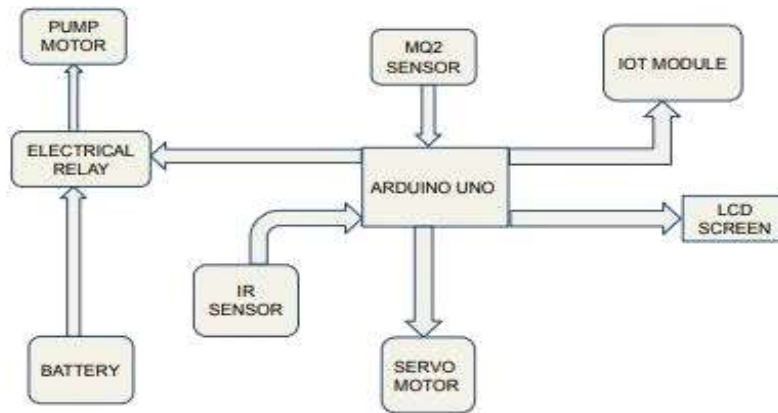 PUMP
MOTOR
MQ2
SENSOR
IOT MODULE
ELECTRICAL
RELAY
ARDUINO UNO
LCD
SCREEN
IR
SENSOR
BATTERY
SERVO
MOTOR